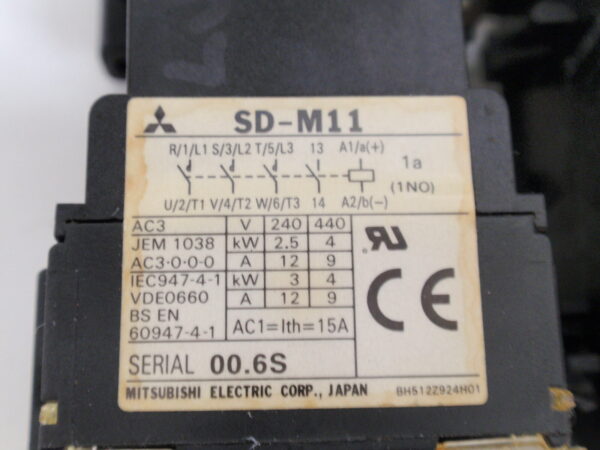 SD-M11
R/1/L1 S/3/L2 T/5/L3 13 A1/a(+)
1a
(1NO)
U/2/T1 V/4/T2 W/6/T3 14 A2/b(-)
AC3 V 240 440
JEM 1038 kW 2.5 4
AC3·0·0-0 A 12 9
IEC947-4-1 kW 3 4
VDE0660 A 12 9
BS EN
60947-4-1
AC1=Ith=15A
RU
CE
SERIAL 00.6S
MITSUBISHI ELECTRIC CORP., JAPAN BH512Z924H01